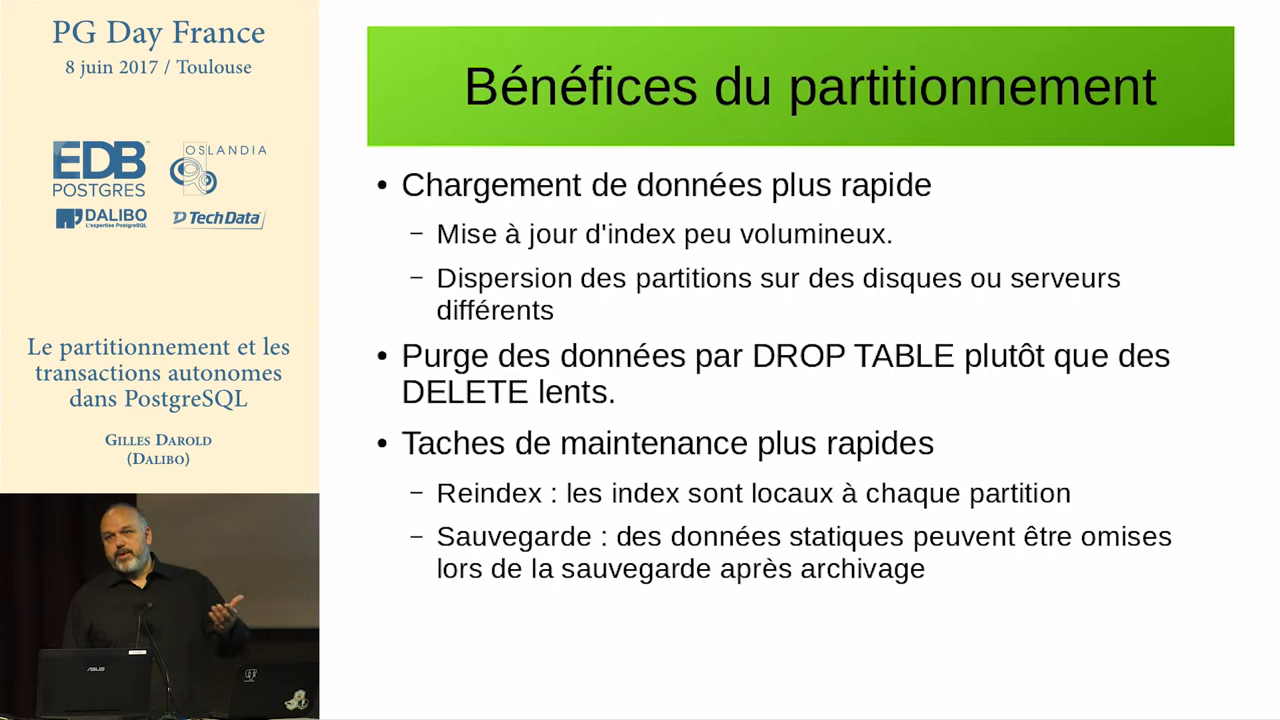 PG Day France
8 juin 2017 / Toulouse
EDB
POSTGRES
OSLANDIA
DALIBO
L'expertise PostgreSQL
Tech Data
Le partitionnement et les
transactions autonomes
dans PostgreSQL
Gilles Darold
(Dalibo)
ASUS
Bénéfices du partitionnement
• Chargement de données plus rapide
– Mise à jour d'index peu volumineux.
– Dispersion des partitions sur des disques ou serveurs
différents
• Purge des données par DROP TABLE plutôt que des
DELETE lents.
• Taches de maintenance plus rapides
– Reindex : les index sont locaux à chaque partition
– Sauvegarde : des données statiques peuvent être omises
lors de la sauvegarde après archivage